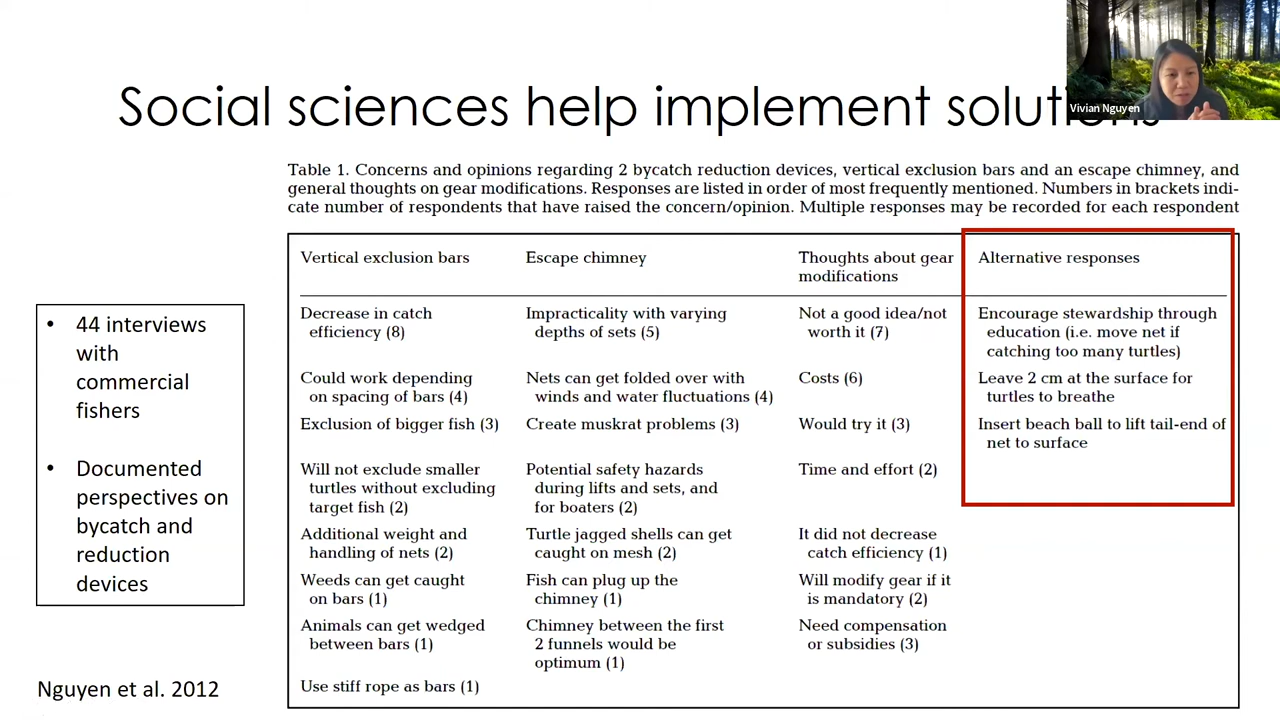 Social sciences help implement solutions
Vivian Nguyen
Table 1. Concerns and opinions regarding 2 bycatch reduction devices, vertical exclusion bars and an escape chimney, and
general thoughts on gear modifications. Responses are listed in order of most frequently mentioned. Numbers in brackets indi-
cate number of respondents that have raised the concern/opinion. Multiple responses may be recorded for each respondent
• 44 interviews
with
commercial
fishers
• Documented
perspectives on
bycatch and
reduction
devices
Vertical exclusion bars
Decrease in catch
efficiency (8)
Could work depending
on spacing of bars (4)
Exclusion of bigger fish (3)
Will not exclude smaller
turtles without excluding
target fish (2)
Additional weight and
handling of nets (2)
Weeds can get caught
on bars (1)
Animals can get wedged
between bars (1)
Use stiff rope as bars (1)
Escape chimney
Impracticality with varying
depths of sets (5)
Nets can get folded over with
winds and water fluctuations (4)
Create muskrat problems (3)
Potential safety hazards
during lifts and sets, and
for boaters (2)
Turtle jagged shells can get
caught on mesh (2)
Fish can plug up the
chimney (1)
Chimney between the first
2 funnels would be
optimum (1)
Thoughts about gear
modifications
Not a good idea/not
worth it (7)
Costs (6)
Would try it (3)
Time and effort (2)
It did not decrease
catch efficiency (1)
Will modify gear if it
is mandatory (2)
Need compensation
or subsidies (3)
Alternative responses
Encourage stewardship through
education (i.e. move net if
catching too many turtles)
Leave 2 cm at the surface for
turtles to breathe
Insert beach ball to lift tail-end of
net to surface
Nguyen et al. 2012